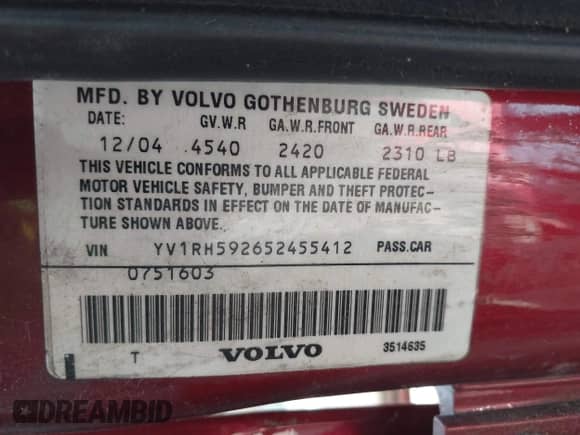 MFD. BY VOLVO GOTHENBURG SWEDEN
DATE: GV.W.R GA.W.R.FRONT GA.W.R.REAR
12/04 4540 2420 2310 LB
THIS VEHICLE CONFORMS TO ALL APPLICABLE FEDERAL
MOTOR VEHICLE SAFETY, BUMPER AND THEFT PROTEC-
TION STANDARDS IN EFFECT ON THE DATE OF MANUFAC-
TURE SHOWN ABOVE.
VIN YV1RH592652455412 PASS.CAR
0751603
T VOLVO 3514635
DREAMBID